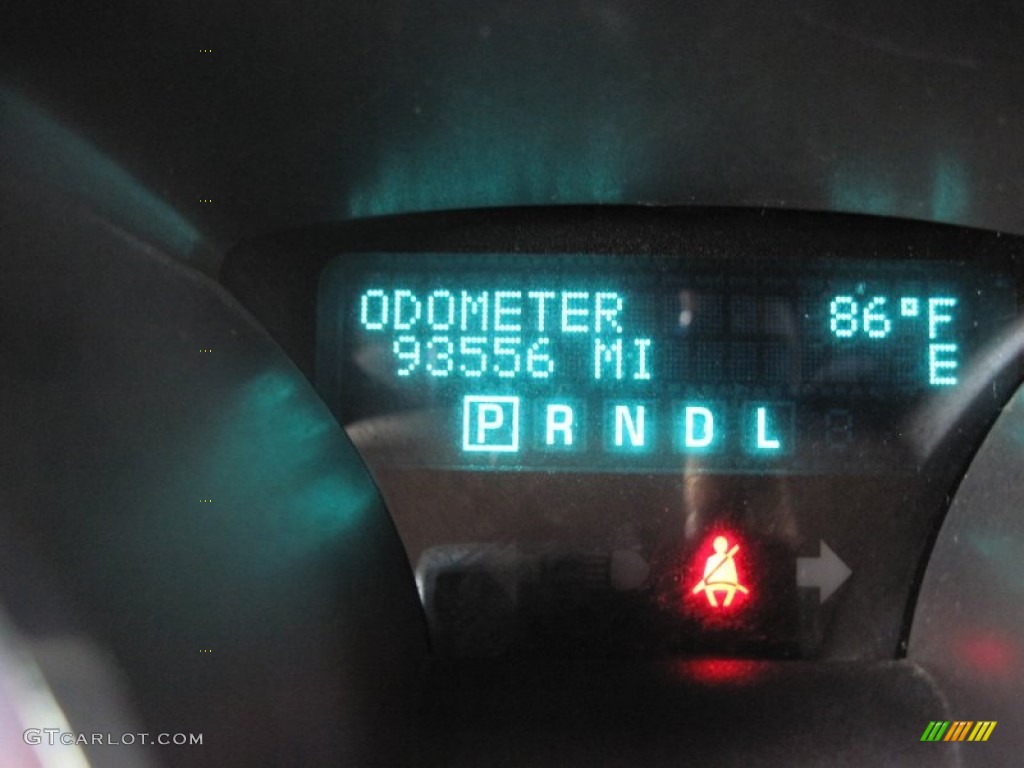 ODOMETER 86°F
93556 MI E
P R N D L
GTCARLOT.COM